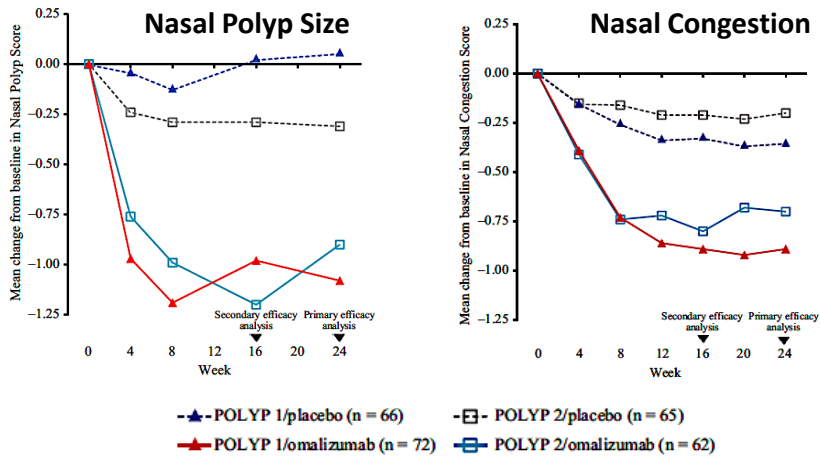 Nasal Polyp Size
Mean change from baseline in Nasal Polyp Score
0.25
0.00
−0.25
−0.50
−0.75
−1.00
−1.25
Secondary efficacy
analysis
Primary efficacy
analysis
0 4 8 12 16 20 24
Week
Nasal Congestion
Mean change from baseline in Nasal Congestion Score
0.25
0.00
−0.25
−0.50
−0.75
−1.00
−1.25
Secondary efficacy
analysis
Primary efficacy
analysis
0 4 8 12 16 20 24
Week
POLYP 1/placebo (n = 66)
POLYP 2/placebo (n = 65)
POLYP 1/omalizumab (n = 72)
POLYP 2/omalizumab (n = 62)